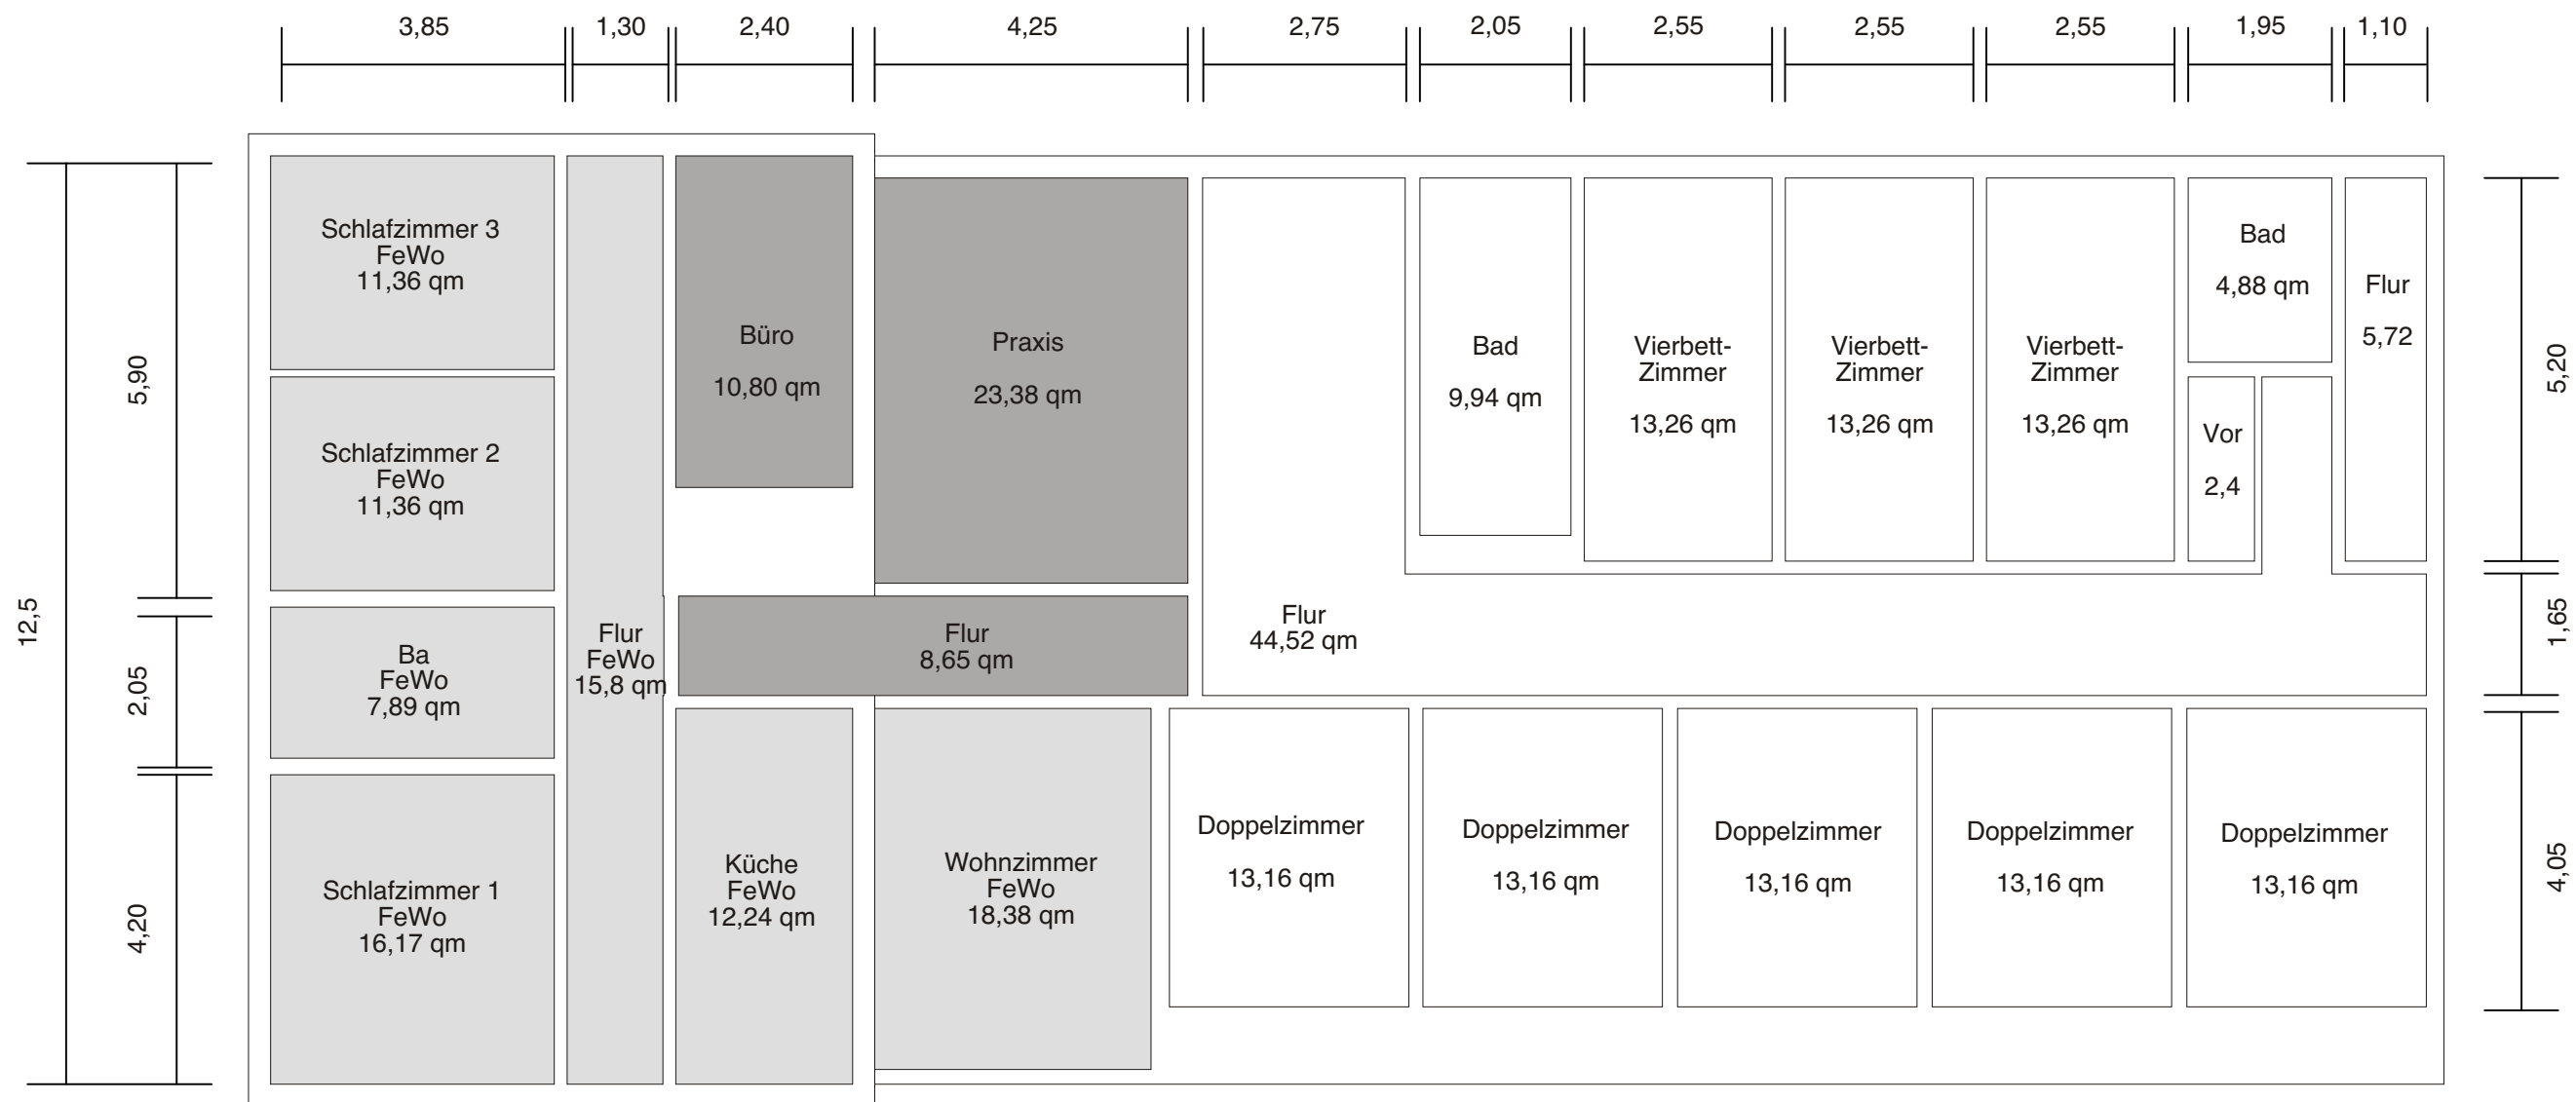 3,85
1,30
2,40
4,25
2,75
2,05
2,55
2,55
2,55
1,95
1,10
12,5
5,90
2,05
4,20
Schlafzimmer 3
FeWo
11,36 qm
Schlafzimmer 2
FeWo
11,36 qm
Ba
FeWo
7,89 qm
Schlafzimmer 1
FeWo
16,17 qm
Flur
FeWo
15,8 qm
Büro
10,80 qm
Praxis
23,38 qm
Flur
8,65 qm
Küche
FeWo
12,24 qm
Wohnzimmer
FeWo
18,38 qm
Flur
44,52 qm
Bad
9,94 qm
Vierbett-
Zimmer
13,26 qm
Vierbett-
Zimmer
13,26 qm
Vierbett-
Zimmer
13,26 qm
Bad
4,88 qm
Vor
2,4
Flur
5,72
Doppelzimmer
13,16 qm
Doppelzimmer
13,16 qm
Doppelzimmer
13,16 qm
Doppelzimmer
13,16 qm
Doppelzimmer
13,16 qm
5,20
1,65
4,05